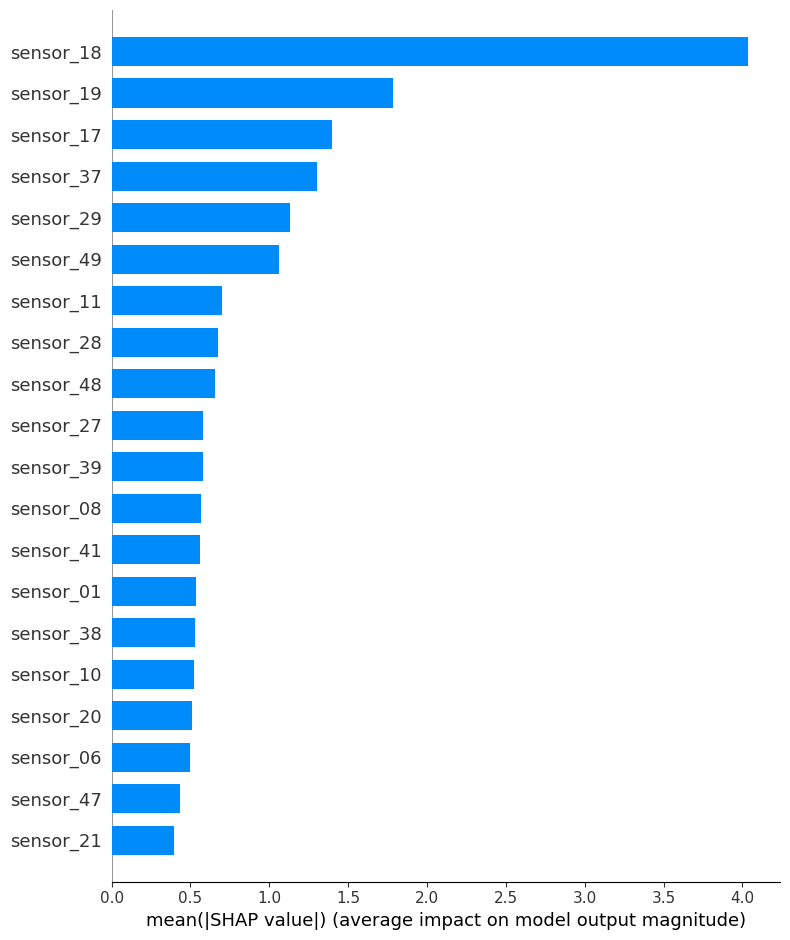 sensor_18
sensor_19
sensor_17
sensor_37
sensor_29
sensor_49
sensor_11
sensor_28
sensor_48
sensor_27
sensor_39
sensor_08
sensor_41
sensor_01
sensor_38
sensor_10
sensor_20
sensor_06
sensor_47
sensor_21
0.0 0.5 1.0 1.5 2.0 2.5 3.0 3.5 4.0
mean(|SHAP value|) (average impact on model output magnitude)